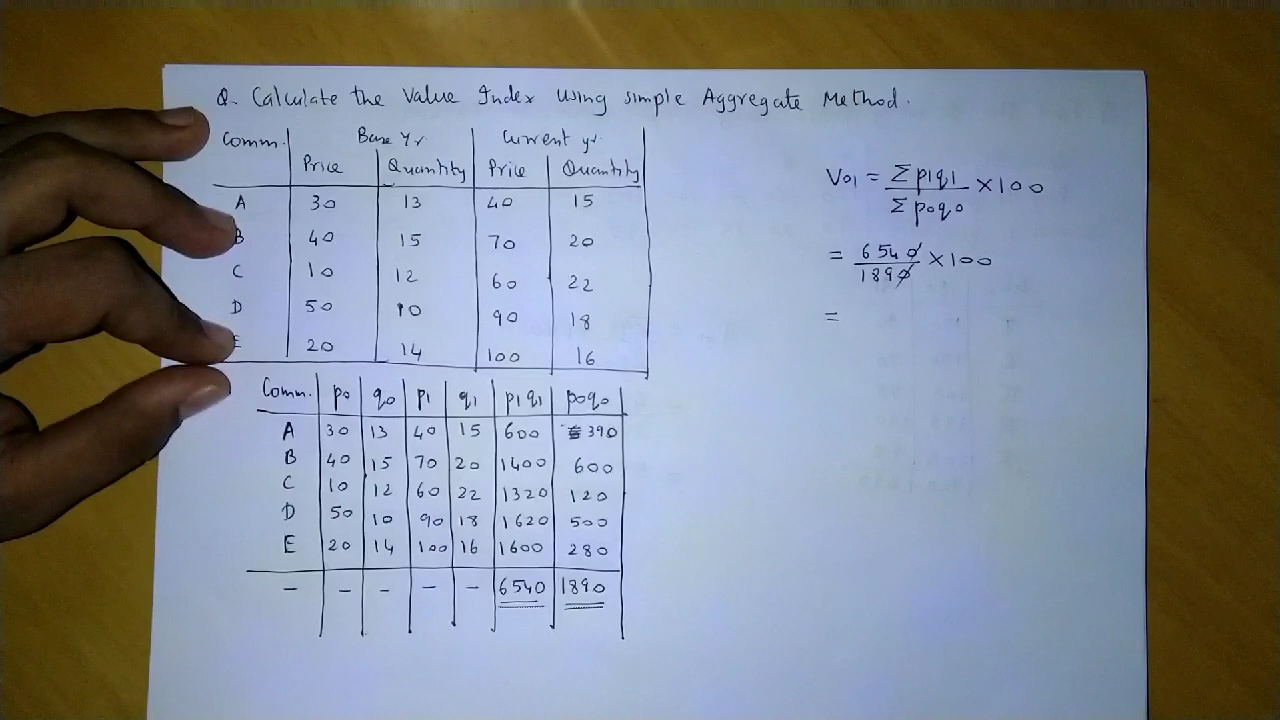 Q. Calculate the Value Index using simple Aggregate Method.
Comm. Base Yr. Current yr.
Price Quantity Price Quantity
A 30 13 40 15
B 40 15 70 20
C 10 12 60 22
D 50 10 90 18
E 20 14 100 16
Comm. p0 q0 p1 q1 p1q1 p0q0
A 30 13 40 15 600 390
B 40 15 70 20 1400 600
C 10 12 60 22 1320 120
D 50 10 90 18 1620 500
E 20 14 100 16 1600 280
- - - - - 6540 1890
V01 = Σp1q1 × 100
Σp0q0
= 6540 × 100
1890
=